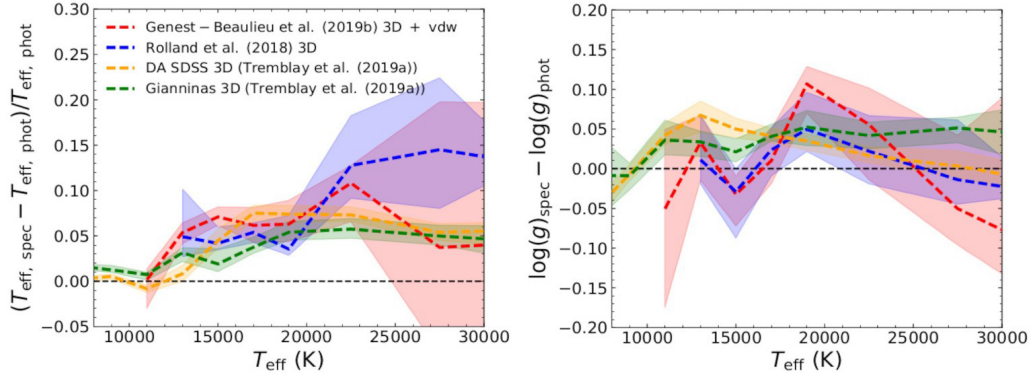 0.30
0.25
0.20
0.15
0.10
0.05
0.00
−0.05
(Teff, spec − Teff, phot)/Teff, phot
Genest−Beaulieu et al. (2019b) 3D + vdw
Rolland et al. (2018) 3D
DA SDSS 3D (Tremblay et al. (2019a))
Gianninas 3D (Tremblay et al. (2019a))
10000 15000 20000 25000 30000
Teff (K)
0.20
0.15
0.10
0.05
0.00
−0.05
−0.10
−0.15
−0.20
log(g)spec − log(g)phot
10000 15000 20000 25000 30000
Teff (K)